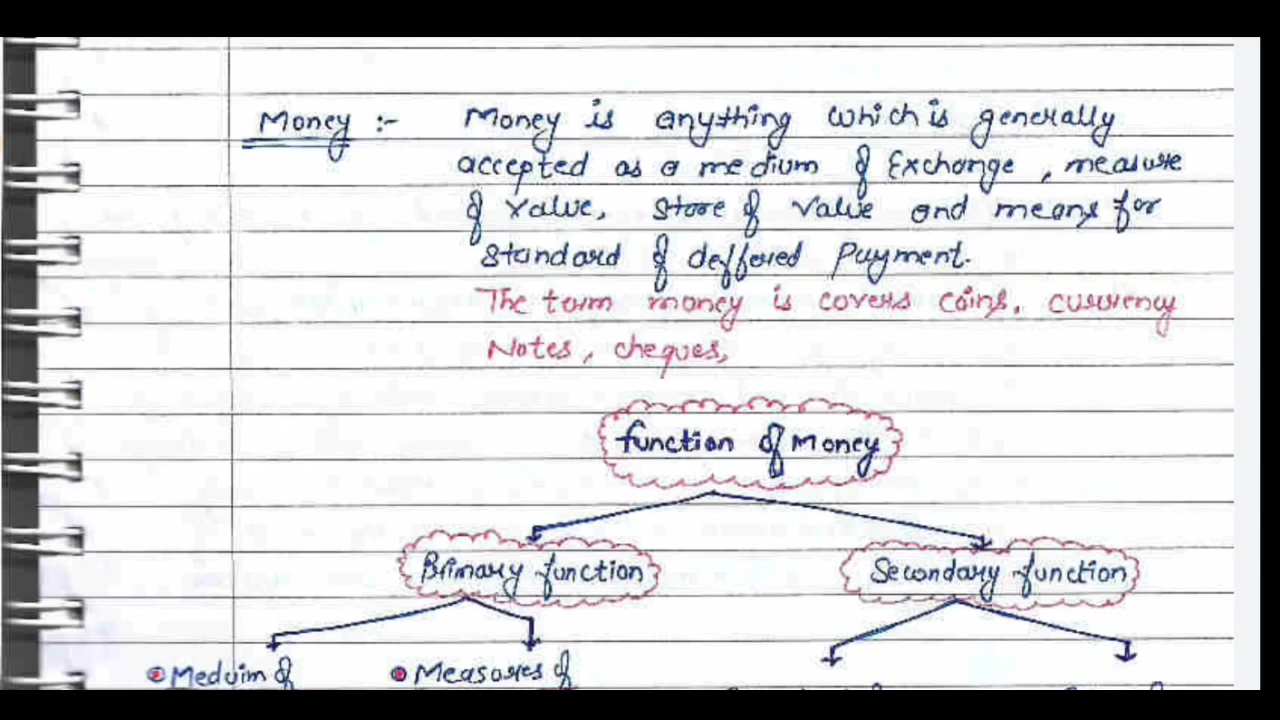 Money :- Money is anything which is generally
accepted as a medium of Exchange, measure
of value, store of value and means for
standard of deffered Payment.
The term money is covers coins, currency
Notes, cheques,
function of Money
Primary function Secondary function
Meduim of Measures of